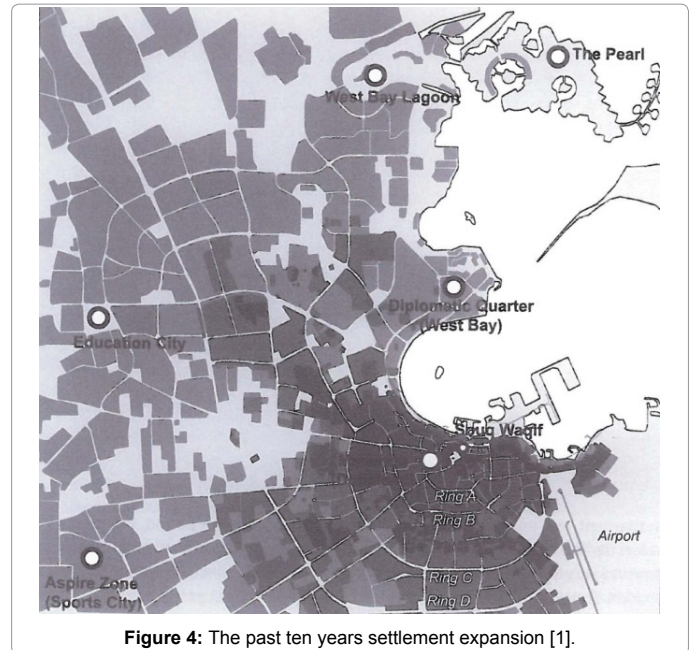 The Pearl
West Bay Lagoon
Diplomatic Quarter
(West Bay)
Education City
Souq Waqif
Ring A
Ring B
Airport
Aspire Zone
(Sports City)
Ring C
Ring D
Figure 4: The past ten years settlement expansion [1].